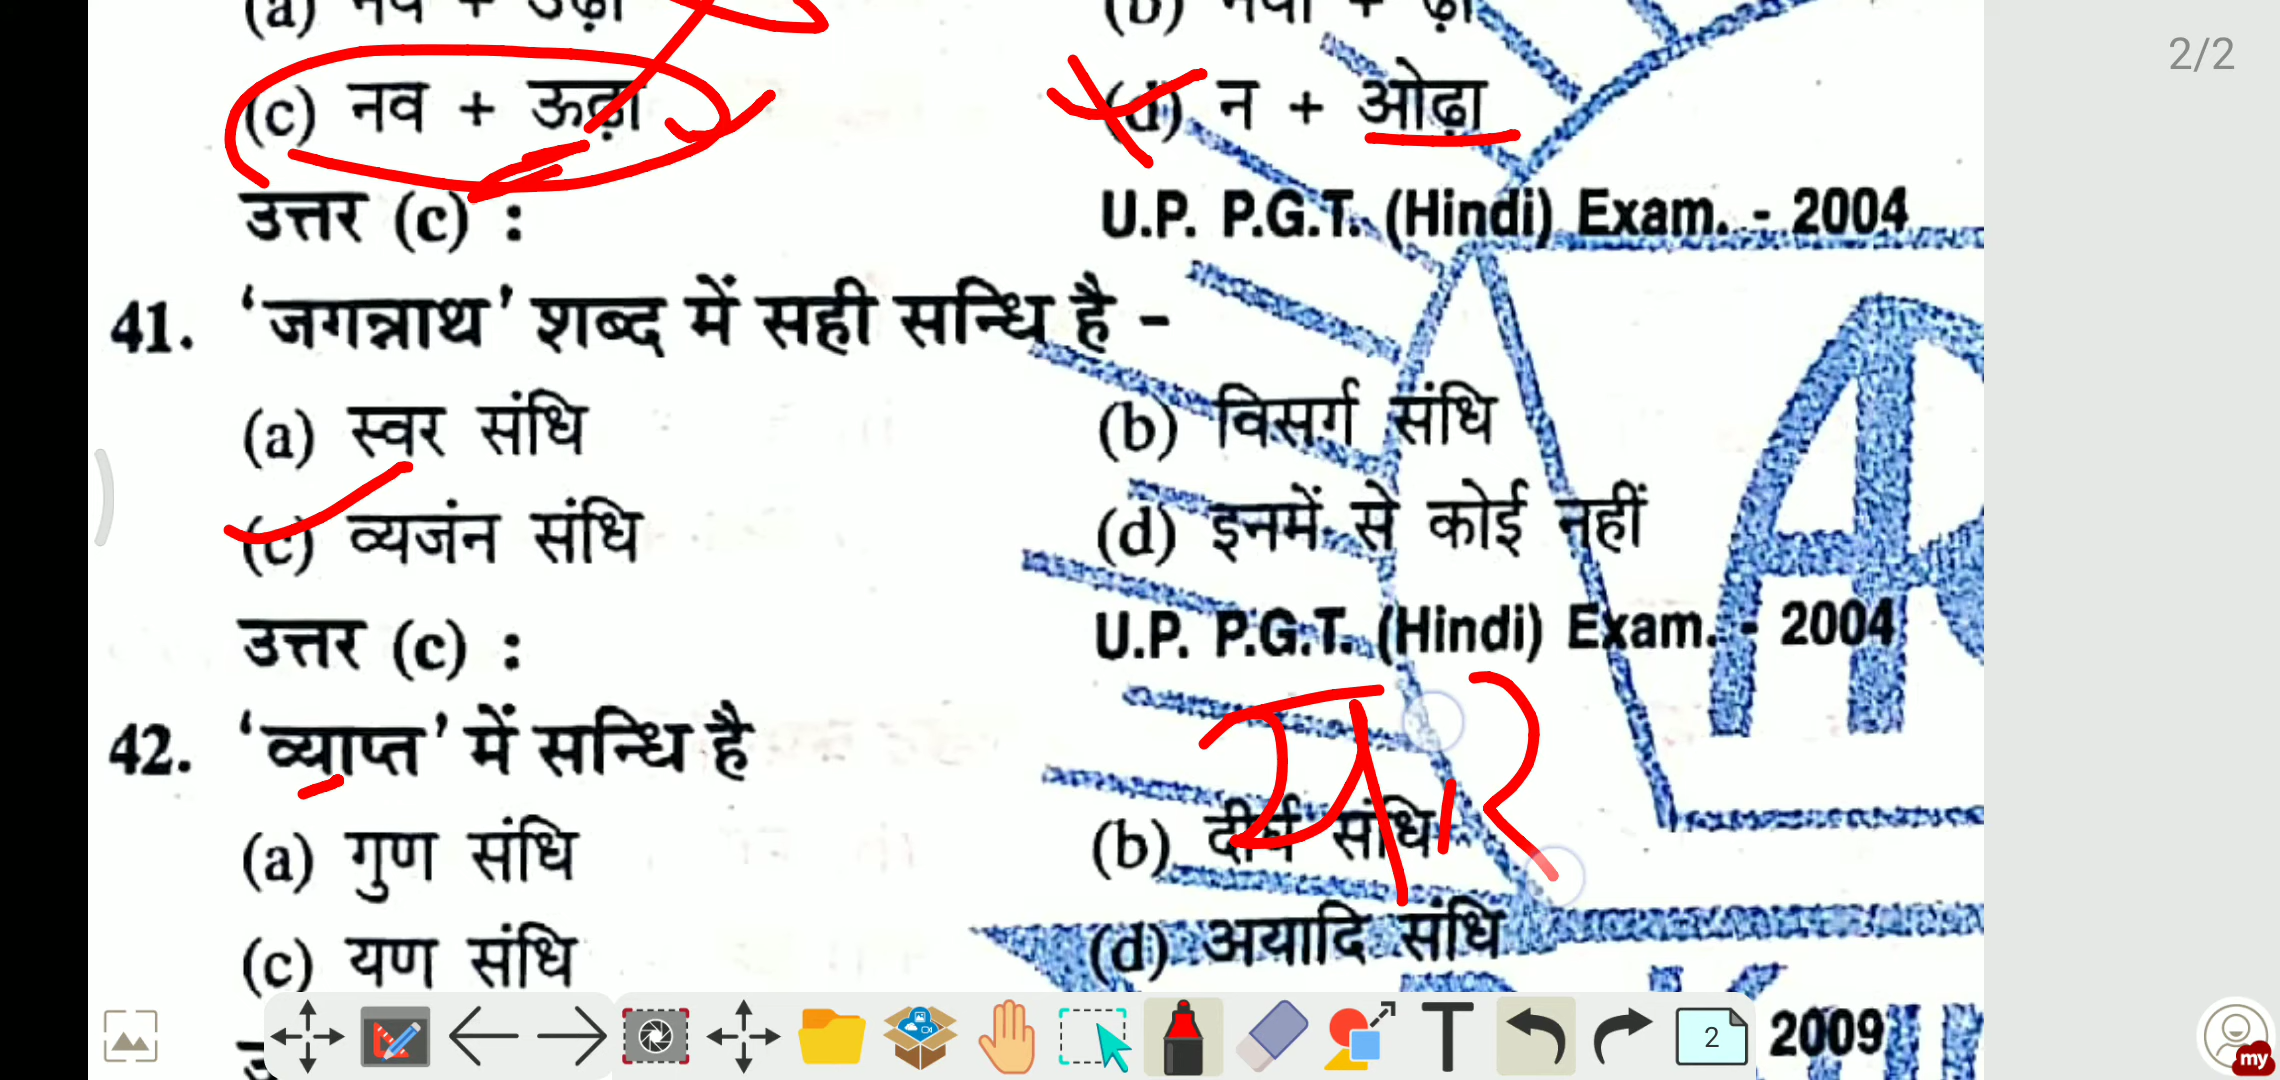 2/2
(c) नव + ऊढ़ा (d) न + ओढ़ा
उत्तर (c) : U.P. P.G.T. (Hindi) Exam. - 2004
41. ‘जगन्नाथ’ शब्द में सही सन्धि है -
(a) स्वर संधि (b) विसर्ग संधि
(c) व्यजंन संधि (d) इनमें से कोई नहीं
उत्तर (c) : U.P. P.G.T. (Hindi) Exam. - 2004
42. ‘व्याप्त’ में सन्धि है
(a) गुण संधि (b) दीर्घ संधि
(c) यण संधि (d) अयादि संधि
2 2009
my